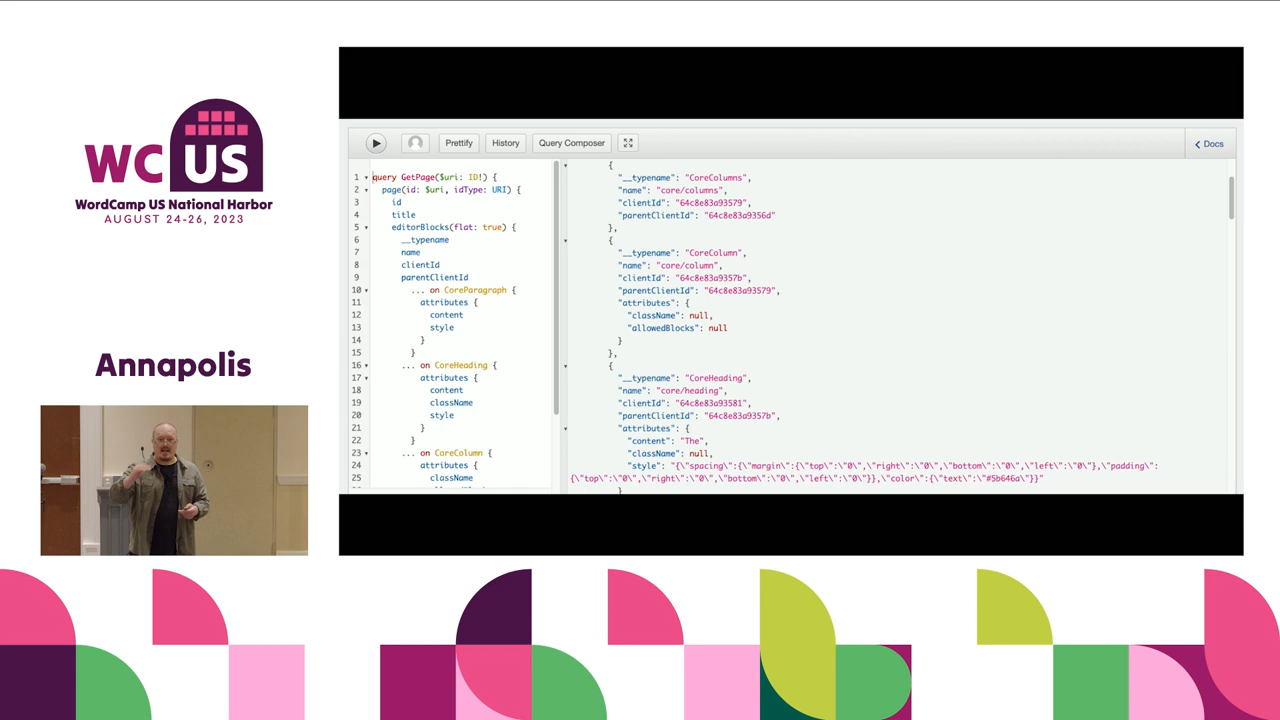 WC US
WordCamp US National Harbor
AUGUST 24-26, 2023
Annapolis
Prettify
History
Query Composer
Docs
1 query GetPage($uri: ID!) {
2 page(id: $uri, idType: URI) {
3 id
4 title
5 editorBlocks(flat: true) {
6 __typename
7 name
8 clientId
9 parentClientId
10 ... on CoreParagraph {
11 attributes {
12 content
13 style
14 }
15 }
16 ... on CoreHeading {
17 attributes {
18 content
19 className
20 style
21 }
22 }
23 ... on CoreColumn {
24 attributes {
25 className
{
"__typename": "CoreColumns",
"name": "core/columns",
"clientId": "64c8e83a93579",
"parentClientId": "64c8e83a9356d"
},
{
"__typename": "CoreColumn",
"name": "core/column",
"clientId": "64c8e83a9357b",
"parentClientId": "64c8e83a93579",
"attributes": {
"className": null,
"allowedBlocks": null
}
},
{
"__typename": "CoreHeading",
"name": "core/heading",
"clientId": "64c8e83a93581",
"parentClientId": "64c8e83a9357b",
"attributes": {
"content": "The",
"className": null,
"style": "{\"spacing\":{\"margin\":{\"top\":\"0\",\"right\":\"0\",\"bottom\":\"0\",\"left\":\"0\"},\"padding\":
{\"top\":\"0\",\"right\":\"0\",\"bottom\":\"0\",\"left\":\"0\"}},\"color\":{\"text\":\"#5b646a\"}}"
}